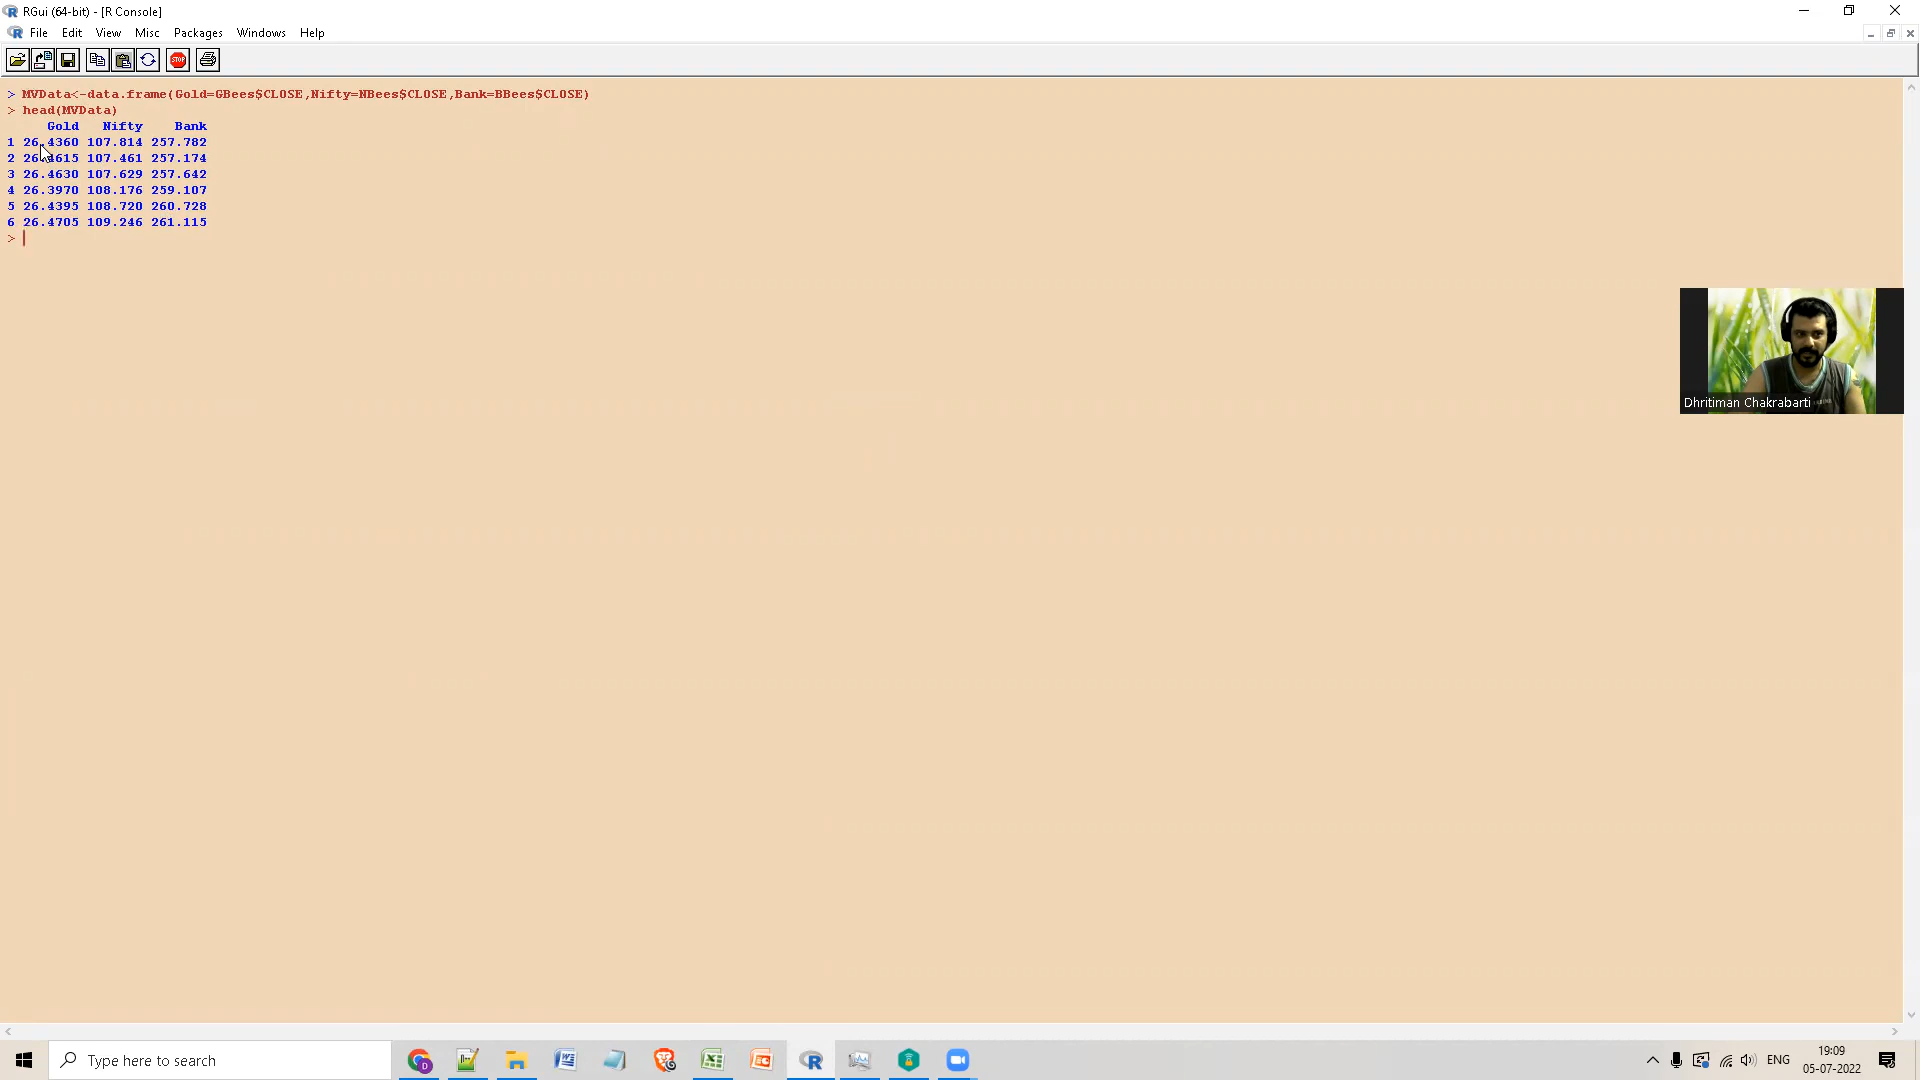 RGui (64-bit) - [R Console]
File Edit View Misc Packages Windows Help
STOP
> MVData<-data.frame(Gold=GBees$CLOSE,Nifty=NBees$CLOSE,Bank=BBees$CLOSE)
> head(MVData)
Gold Nifty Bank
1 26.4360 107.814 257.782
2 26.4615 107.461 257.174
3 26.4630 107.629 257.642
4 26.3970 108.176 259.107
5 26.4395 108.720 260.728
6 26.4705 109.246 261.115
>
Dhritiman Chakrabarti
Type here to search
ENG
19:09
05-07-2022